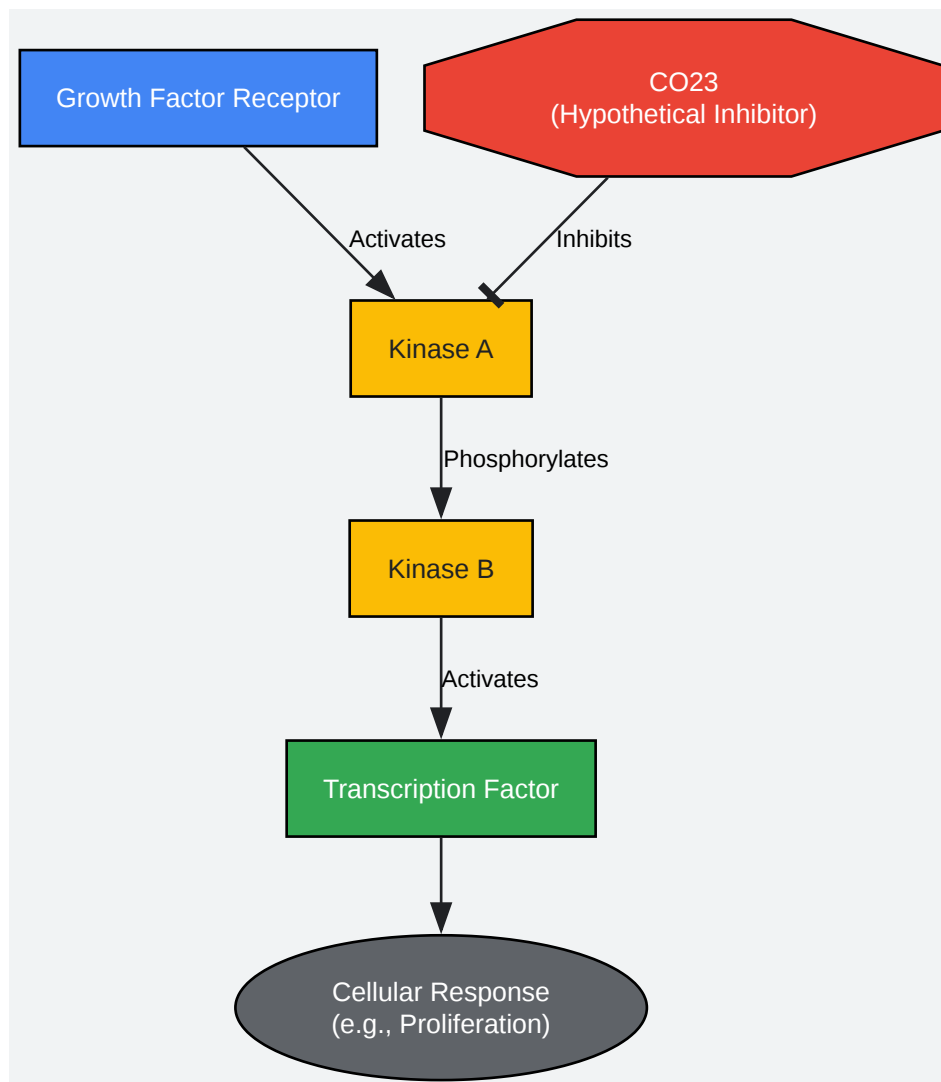 Growth Factor Receptor
CO23
(Hypothetical Inhibitor)
Activates
Inhibits
Kinase A
Phosphorylates
Kinase B
Activates
Transcription Factor
Cellular Response
(e.g., Proliferation)